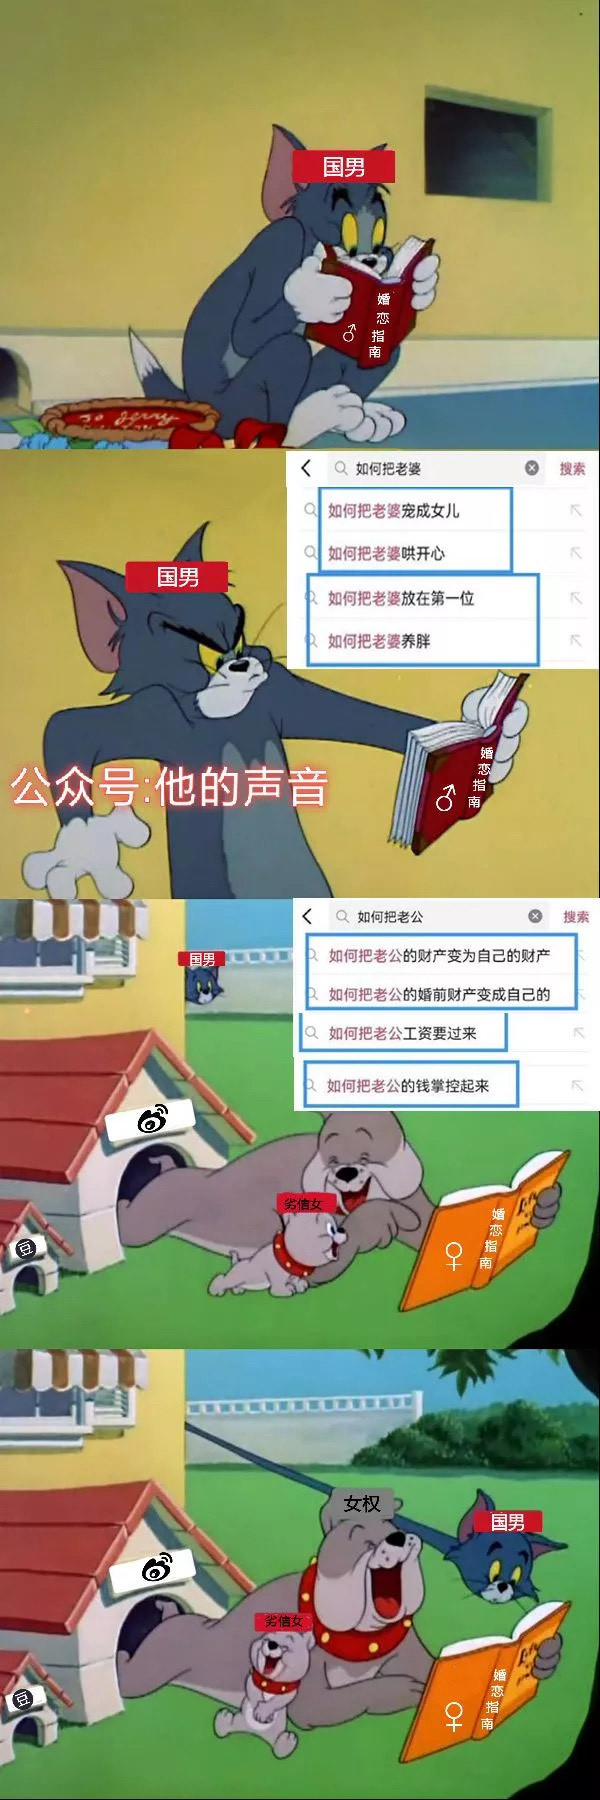 国男
婚恋指南
♂
To Jerry
如何把老婆
搜索
如何把老婆宠成女儿
如何把老婆哄开心
如何把老婆放在第一位
如何把老婆养胖
国男
婚恋指南
♂
公众号:他的声音
如何把老公
搜索
如何把老公的财产变为自己的财产
如何把老公的婚前财产变成自己的
如何把老公工资要过来
如何把老公的钱掌控起来
国男
劣信女
豆
婚恋指南
♀
女权
国男
劣信女
豆
婚恋指南
♀